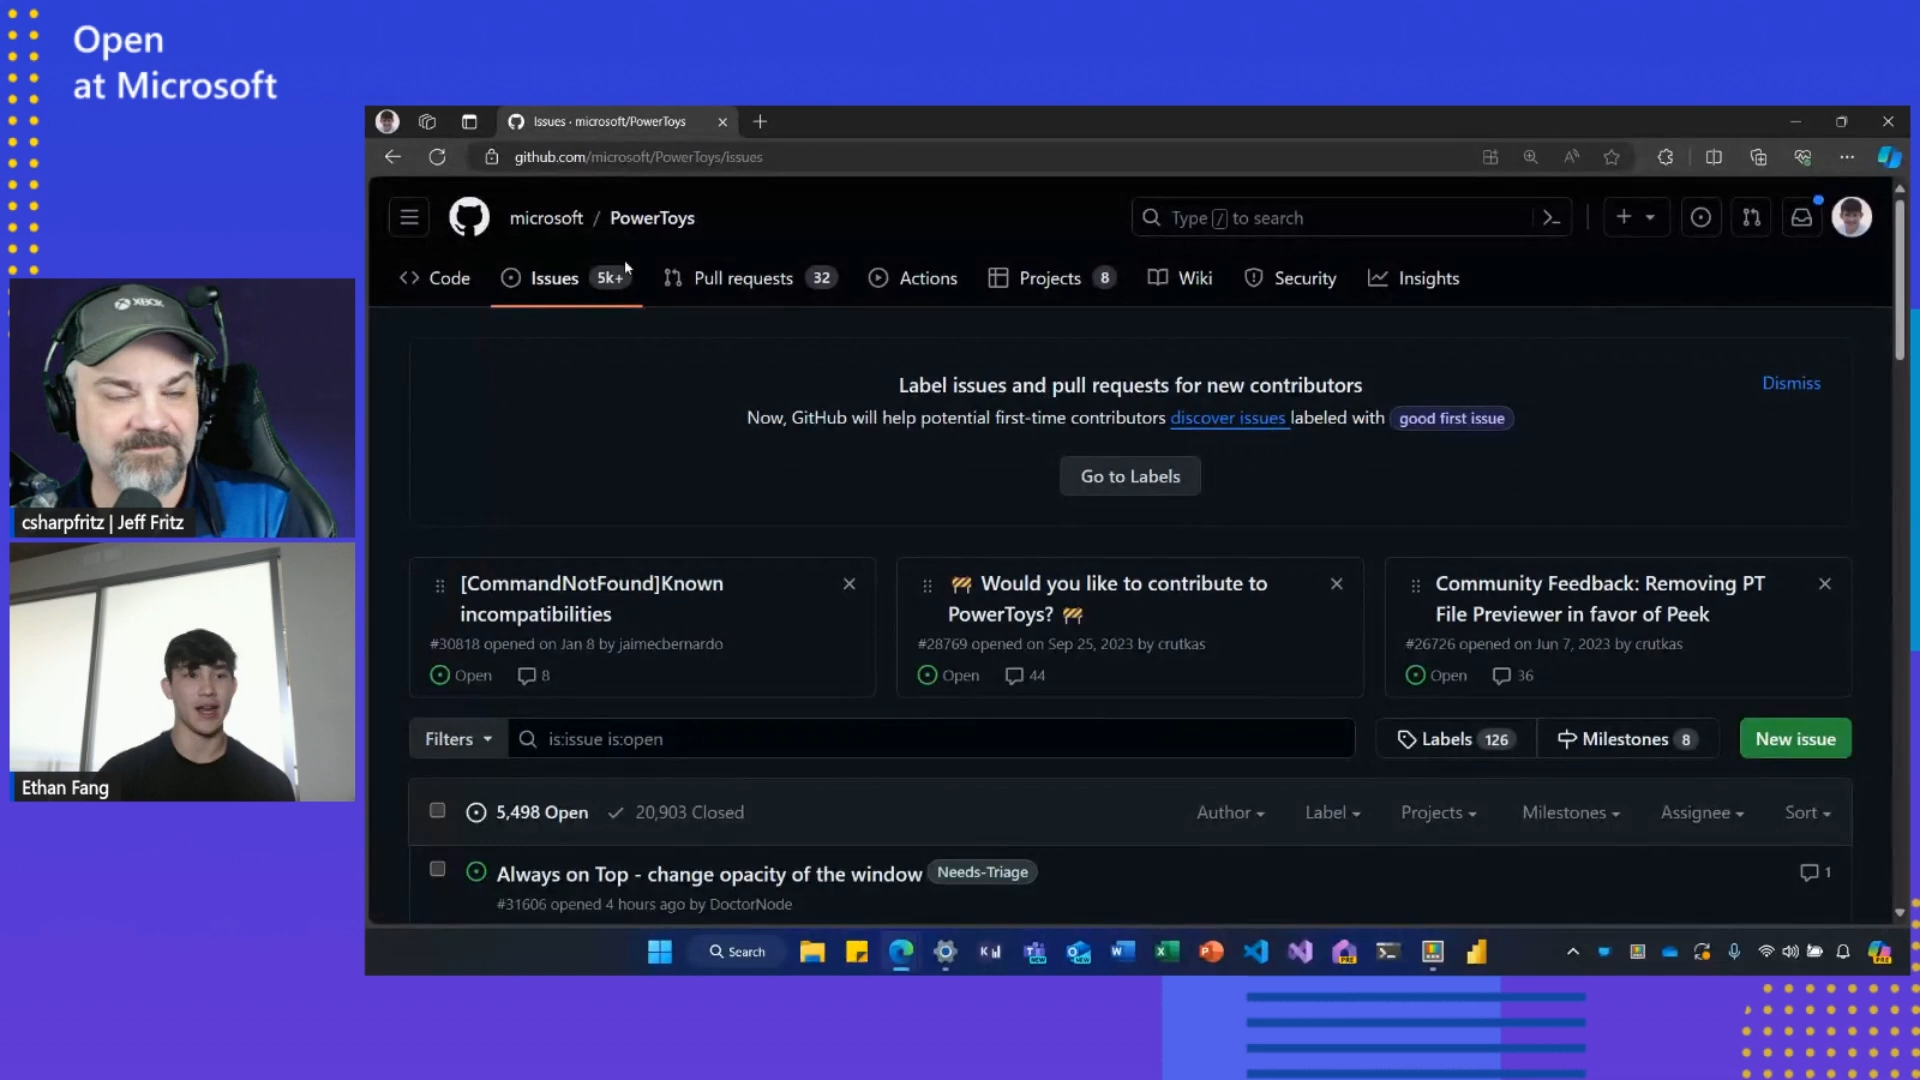 Open
at Microsoft
Issues · microsoft/PowerToys
github.com/microsoft/PowerToys/issues
microsoft / PowerToys
Type / to search
Code
Issues 5k+
Pull requests 32
Actions
Projects 8
Wiki
Security
Insights
Label issues and pull requests for new contributors
Dismiss
Now, GitHub will help potential first-time contributors discover issues labeled with good first issue
Go to Labels
[CommandNotFound]Known
incompatibilities
#30818 opened on Jan 8 by jaimecbernardo
Open 8
🚧 Would you like to contribute to
PowerToys? 🚧
#28769 opened on Sep 25, 2023 by crutkas
Open 44
Community Feedback: Removing PT
File Previewer in favor of Peek
#26726 opened on Jun 7, 2023 by crutkas
Open 36
Filters
is:issue is:open
Labels 126
Milestones 8
New issue
5,498 Open
20,903 Closed
Author
Label
Projects
Milestones
Assignee
Sort
Always on Top - change opacity of the window Needs-Triage
1
#31606 opened 4 hours ago by DoctorNode
Search
XBOX
csharpfritz | Jeff Fritz
Ethan Fang